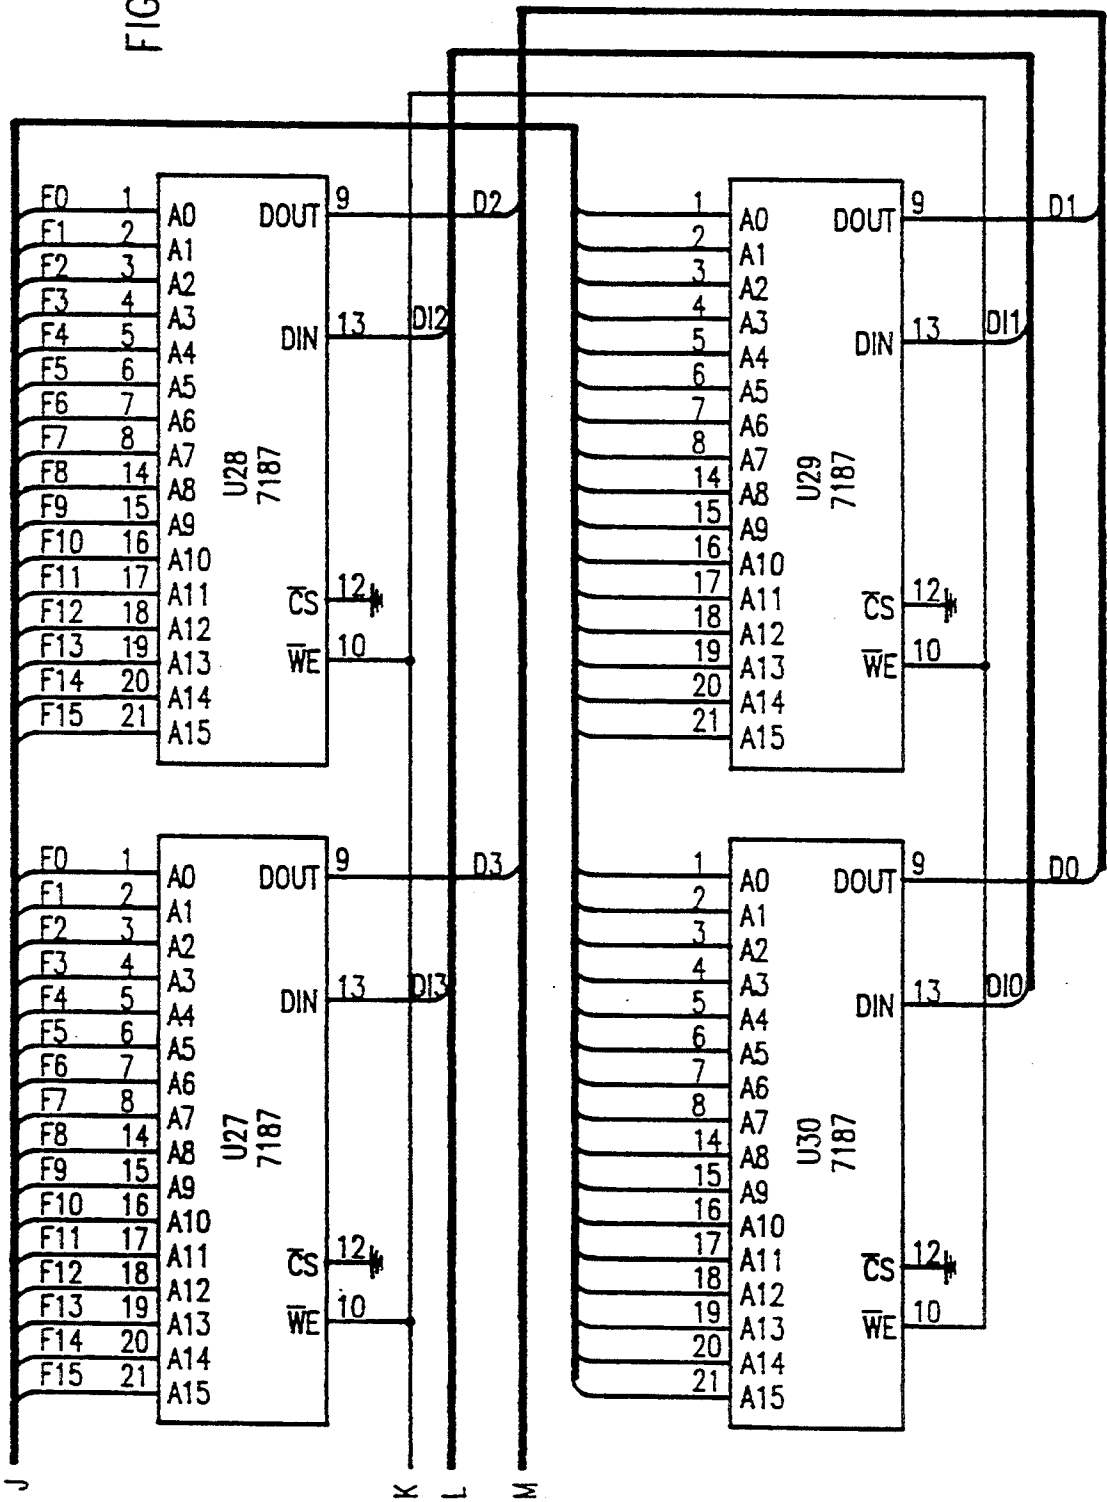 FIG
F0 1 A0 DOUT 9 D2
F1 2 A1
F2 3 A2
F3 4 A3 DIN 13 DI2
F4 5 A4
F5 6 A5
F6 7 A6
F7 8 A7
F8 14 A8
F9 15 A9
F10 16 A10
F11 17 A11 C̅S̅ 12
F12 18 A12
F13 19 A13 W̅E̅ 10
F14 20 A14
F15 21 A15
U28
7187
1 A0 DOUT 9 D1
2 A1
3 A2
4 A3 DIN 13 DI1
5 A4
6 A5
7 A6
8 A7
14 A8
15 A9
16 A10
17 A11 C̅S̅ 12
18 A12
19 A13 W̅E̅ 10
20 A14
21 A15
U29
7187
F0 1 A0 DOUT 9 D3
F1 2 A1
F2 3 A2
F3 4 A3 DIN 13 DI3
F4 5 A4
F5 6 A5
F6 7 A6
F7 8 A7
F8 14 A8
F9 15 A9
F10 16 A10
F11 17 A11 C̅S̅ 12
F12 18 A12
F13 19 A13 W̅E̅ 10
F14 20 A14
F15 21 A15
U27
7187
1 A0 DOUT 9 D0
2 A1
3 A2
4 A3 DIN 13 DI0
5 A4
6 A5
7 A6
8 A7
14 A8
15 A9
16 A10
17 A11 C̅S̅ 12
18 A12
19 A13 W̅E̅ 10
20 A14
21 A15
U30
7187
J
K
L
M